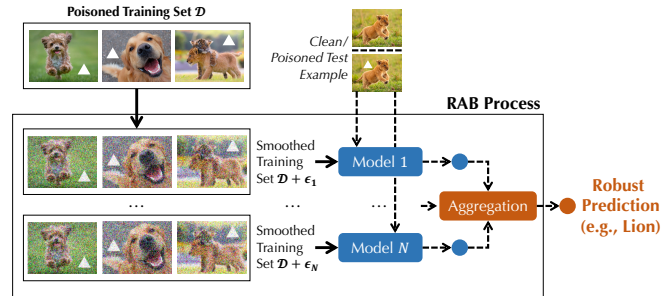 Poisoned Training Set 𝒟
Clean/
Poisoned Test
Example
RAB Process
Smoothed
Training
Set 𝒟 + ϵ₁
Model 1
...
...
...
Aggregation
Robust
Prediction
(e.g., Lion)
Smoothed
Training
Set 𝒟 + ϵ_N
Model N